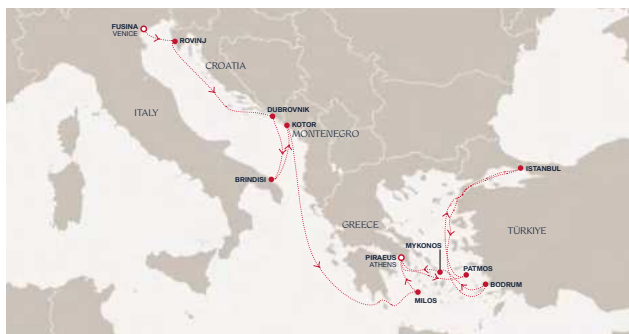 FUSINA
VENICE
ROVINJ
CROATIA
ITALY
DUBROVNIK
KOTOR
MONTENEGRO
BRINDISI
ISTANBUL
GREECE
MYKONOS
TÜRKIYE
PIRAEUS
ATHENS
PATMOS
BODRUM
MILOS